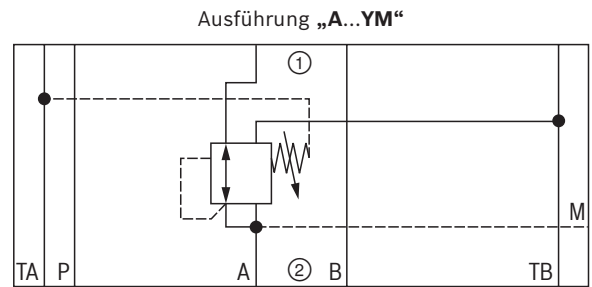 Ausführung „A...YM“
①
M
TA P A ② B TB